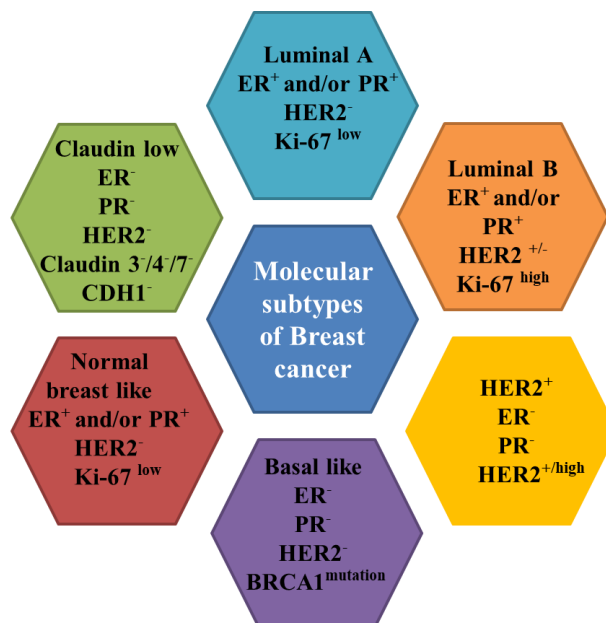 Luminal A
ER⁺ and/or PR⁺
HER2⁻
Ki-67 ˡᵒʷ
Claudin low
ER⁻
PR⁻
HER2⁻
Claudin 3⁻/4⁻/7⁻
CDH1⁻
Luminal B
ER⁺ and/or
PR⁺
HER2 ⁺/⁻
Ki-67 ʰⁱᵍʰ
Molecular
subtypes
of Breast
cancer
Normal
breast like
ER⁺ and/or PR⁺
HER2⁻
Ki-67 ˡᵒʷ
HER2⁺
ER⁻
PR⁻
HER2⁺/ʰⁱᵍʰ
Basal like
ER⁻
PR⁻
HER2⁻
BRCA1ᵐᵘᵗᵃᵗⁱᵒⁿ